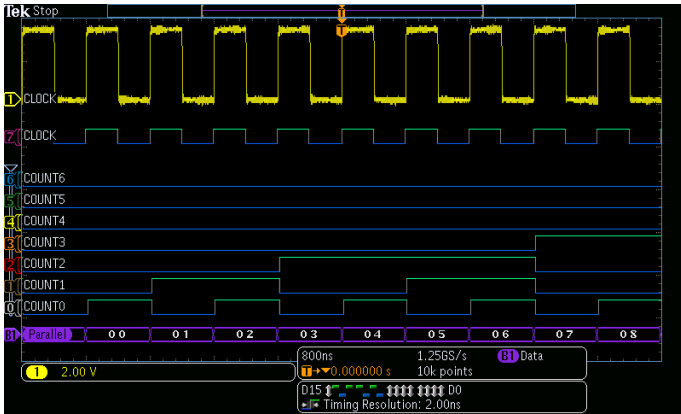 Tek Stop
U
T
1 CLOCK
7 CLOCK
6 COUNT6
5 COUNT5
4 COUNT4
3 COUNT3
2 COUNT2
1 COUNT1
0 COUNT0
B1 Parallel 00 01 02 03 04 05 06 07 08
800ns 1.25GS/s B1 Data
T→▼0.000000 s 10k points
1 2.00 V
D15 D0
Timing Resolution: 2.00ns